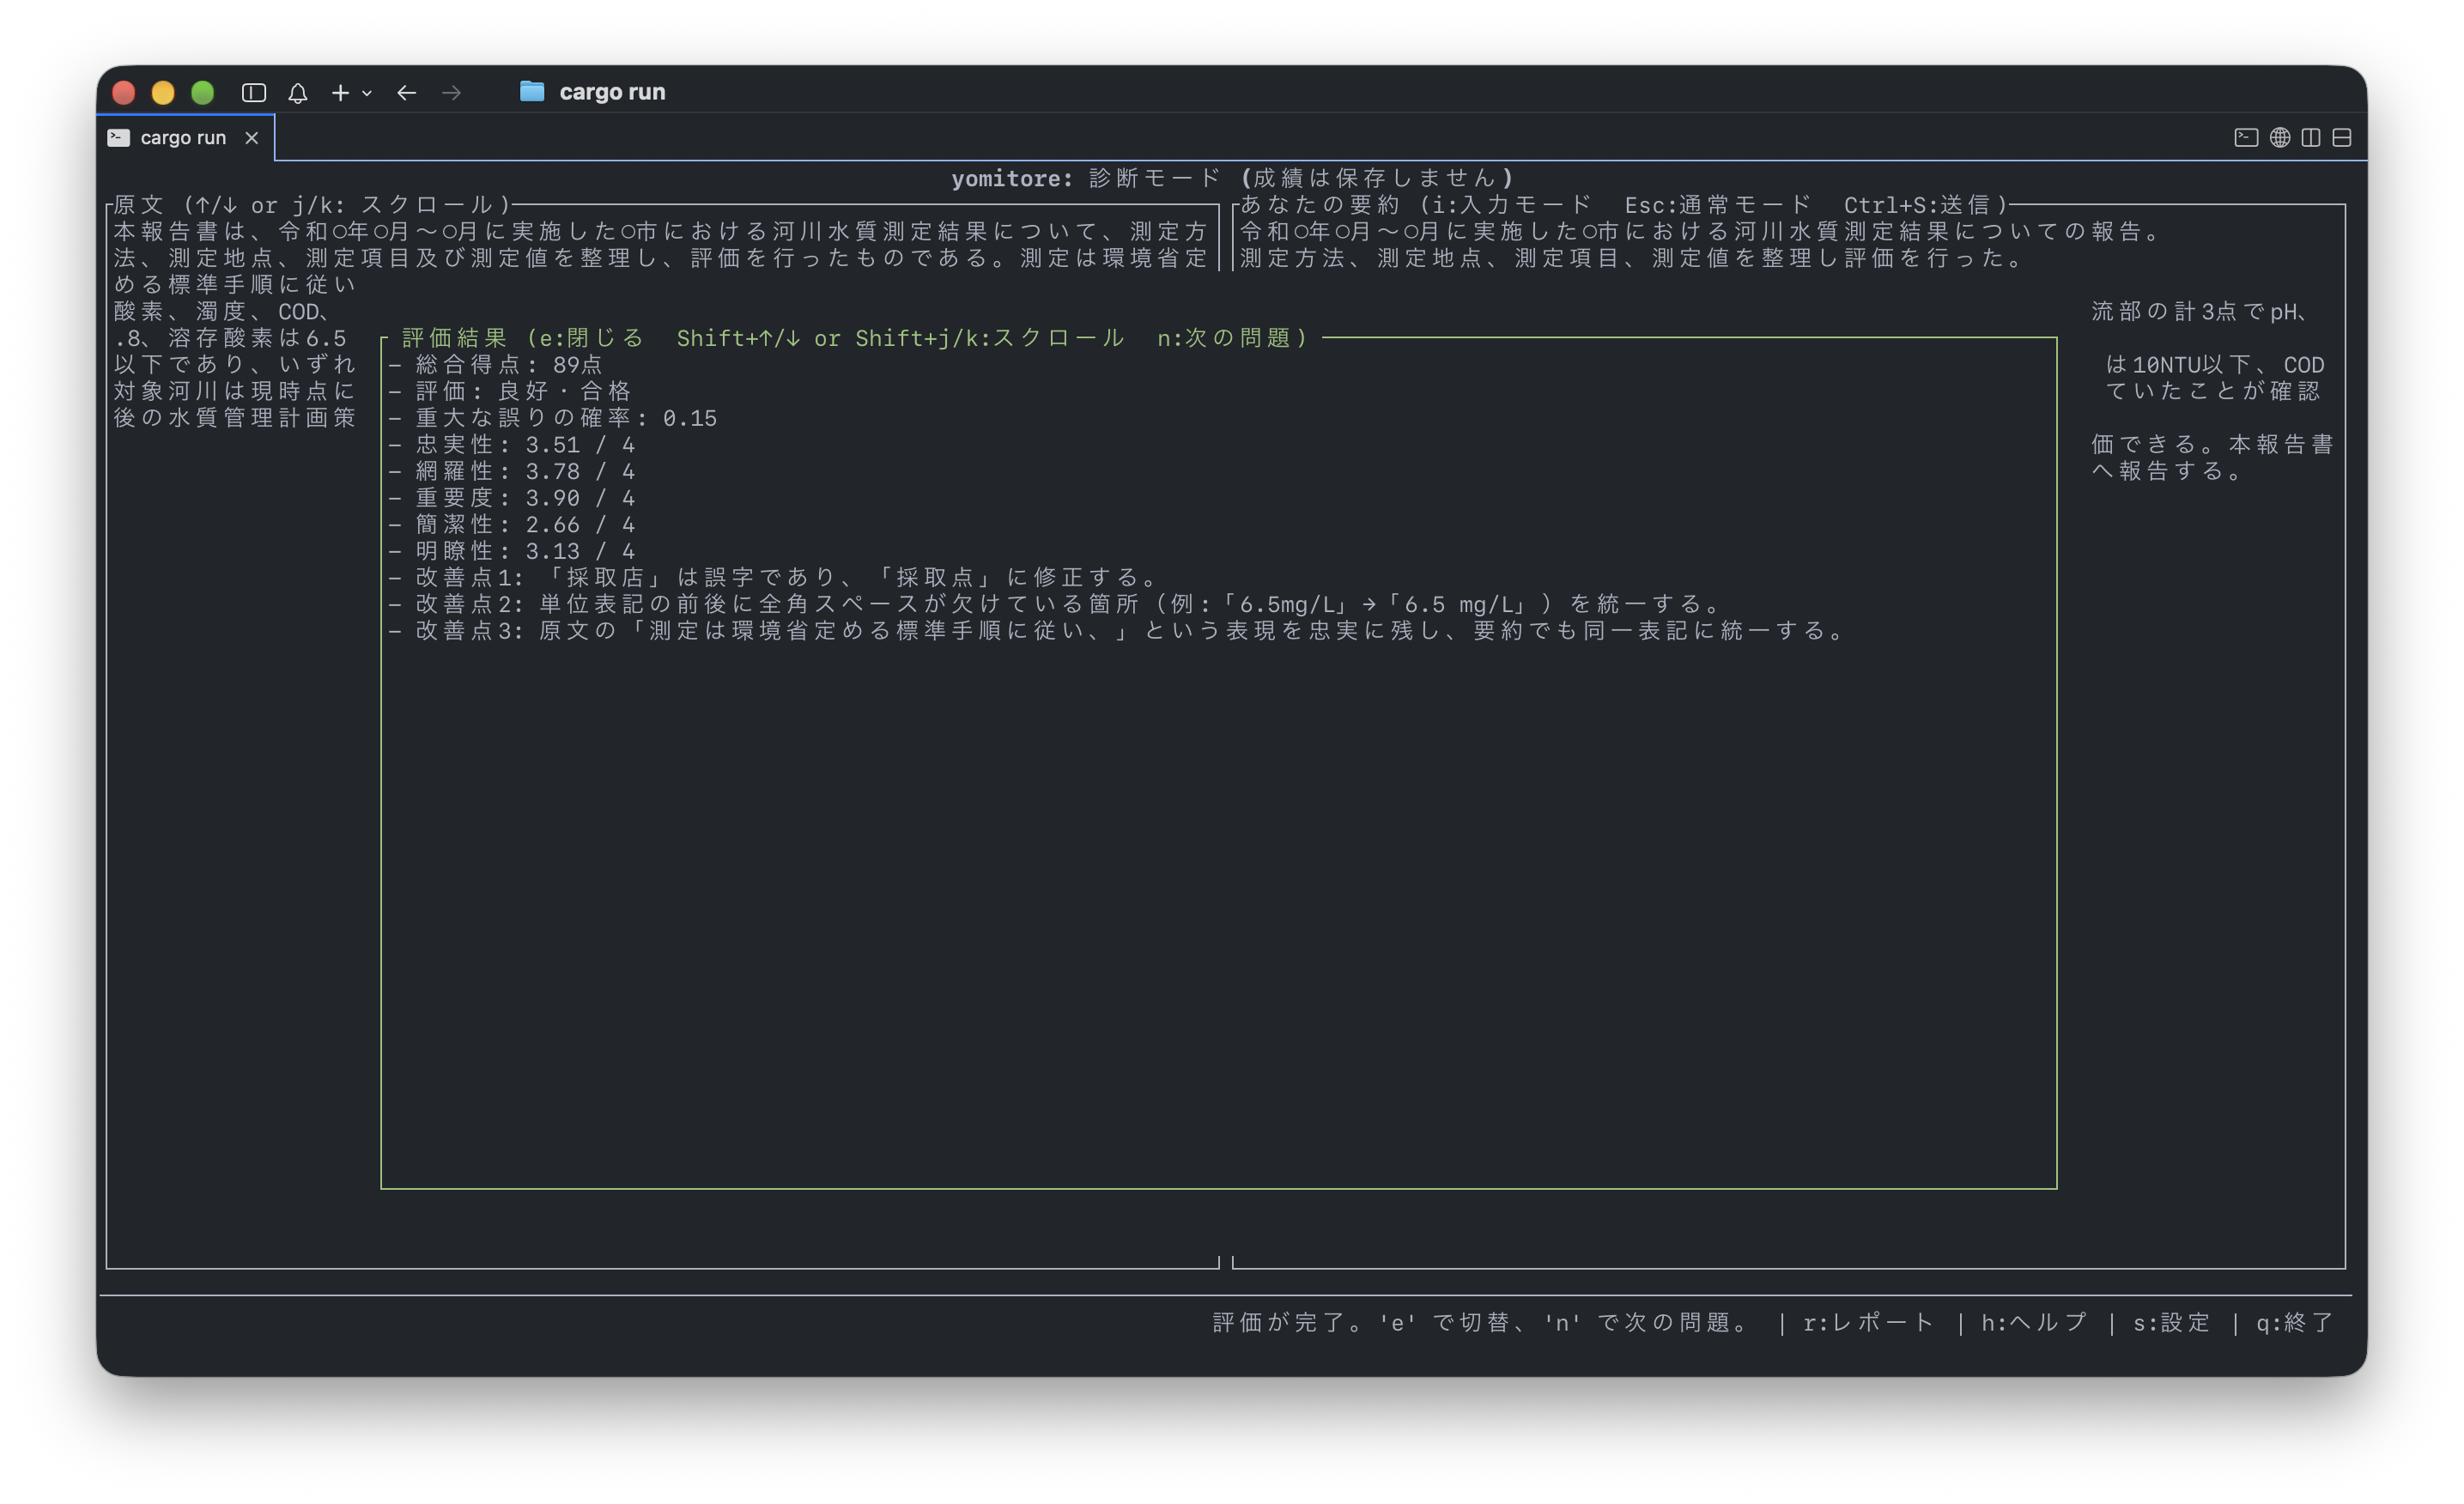 cargo run
cargo run
yomitore: 診断モード (成績は保存しません)
原文 (↑/↓ or j/k: スクロール)
本報告書は、令和○年○月～○月に実施した○市における河川水質測定結果について、測定方
法、測定地点、測定項目及び測定値を整理し、評価を行ったものである。測定は環境省定
める標準手順に従い
酸素、濁度、COD、
.8、溶存酸素は6.5
以下であり、いずれ
対象河川は現時点に
後の水質管理計画策
あなたの要約 (i:入力モード Esc:通常モード Ctrl+S:送信)
令和○年○月～○月に実施した○市における河川水質測定結果についての報告。
測定方法、測定地点、測定項目、測定値を整理し評価を行った。
流部の計3点でpH、
は10NTU以下、COD
ていたことが確認
価できる。本報告書
へ報告する。
評価結果 (e:閉じる Shift+↑/↓ or Shift+j/k:スクロール n:次の問題)
- 総合得点: 89点
- 評価: 良好・合格
- 重大な誤りの確率: 0.15
- 忠実性: 3.51 / 4
- 網羅性: 3.78 / 4
- 重要度: 3.90 / 4
- 簡潔性: 2.66 / 4
- 明瞭性: 3.13 / 4
- 改善点1: 「採取店」は誤字であり、「採取点」に修正する。
- 改善点2: 単位表記の前後に全角スペースが欠けている箇所（例：「6.5mg/L」→「6.5 mg/L」）を統一する。
- 改善点3: 原文の「測定は環境省定める標準手順に従い、」という表現を忠実に残し、要約でも同一表記に統一する。
評価が完了。'e' で切替、'n' で次の問題。 | r:レポート | h:ヘルプ | s:設定 | q:終了